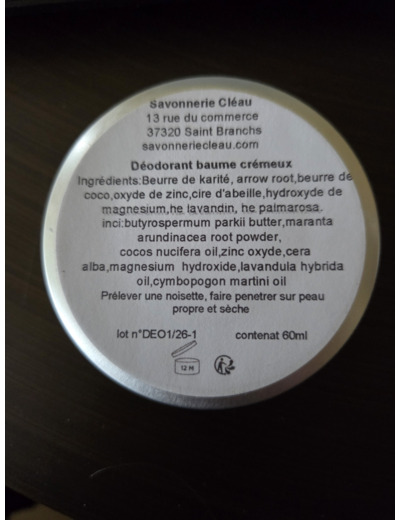 Savonnerie Cléau
13 rue du commerce
37320 Saint Branchs
savonneriecleau.com
Déodorant baume crémeux
Ingrédients:Beurre de karité, arrow root,beurre de
coco,oxyde de zinc,cire d'abeille,hydroxyde de
magnesium,he lavandin, he palmarosa.
inci:butyrospermum parkii butter,maranta
arundinacea root powder,
cocos nucifera oil,zinc oxyde,cera
alba,magnesium hydroxide,lavandula hybrida
oil,cymbopogon martini oil
Prélever une noisette, faire penetrer sur peau
propre et sèche
lot n°DEO1/26-1 contenat 60ml
12 M